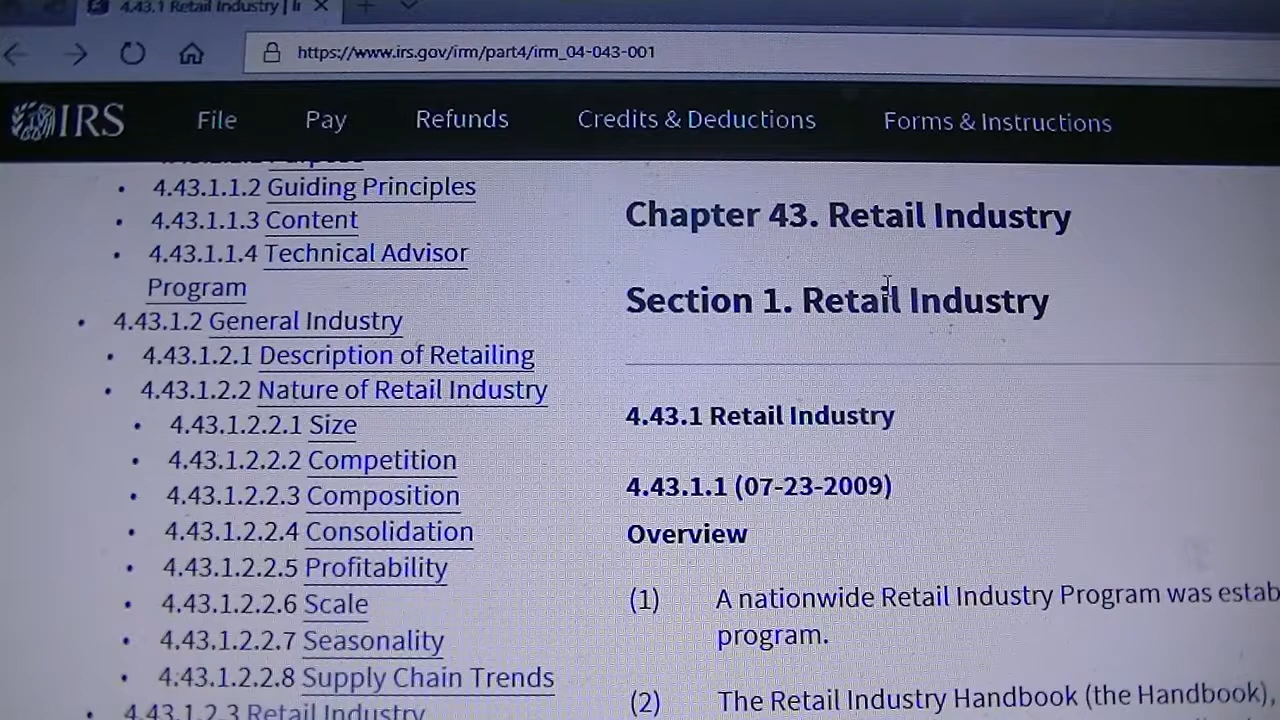 4.43.1 Retail Industry | I
https://www.irs.gov/irm/part4/irm_04-043-001
IRS File Pay Refunds Credits & Deductions Forms & Instructions
• 4.43.1.1.2 Guiding Principles
• 4.43.1.1.3 Content
• 4.43.1.1.4 Technical Advisor
Program
• 4.43.1.2 General Industry
• 4.43.1.2.1 Description of Retailing
• 4.43.1.2.2 Nature of Retail Industry
• 4.43.1.2.2.1 Size
• 4.43.1.2.2.2 Competition
• 4.43.1.2.2.3 Composition
• 4.43.1.2.2.4 Consolidation
• 4.43.1.2.2.5 Profitability
• 4.43.1.2.2.6 Scale
• 4.43.1.2.2.7 Seasonality
• 4.43.1.2.2.8 Supply Chain Trends
• 4.43.1.2.3 Retail Industry
Chapter 43. Retail Industry
Section 1. Retail Industry
4.43.1 Retail Industry
4.43.1.1 (07-23-2009)
Overview
(1) A nationwide Retail Industry Program was estab
program.
(2) The Retail Industry Handbook (the Handbook),